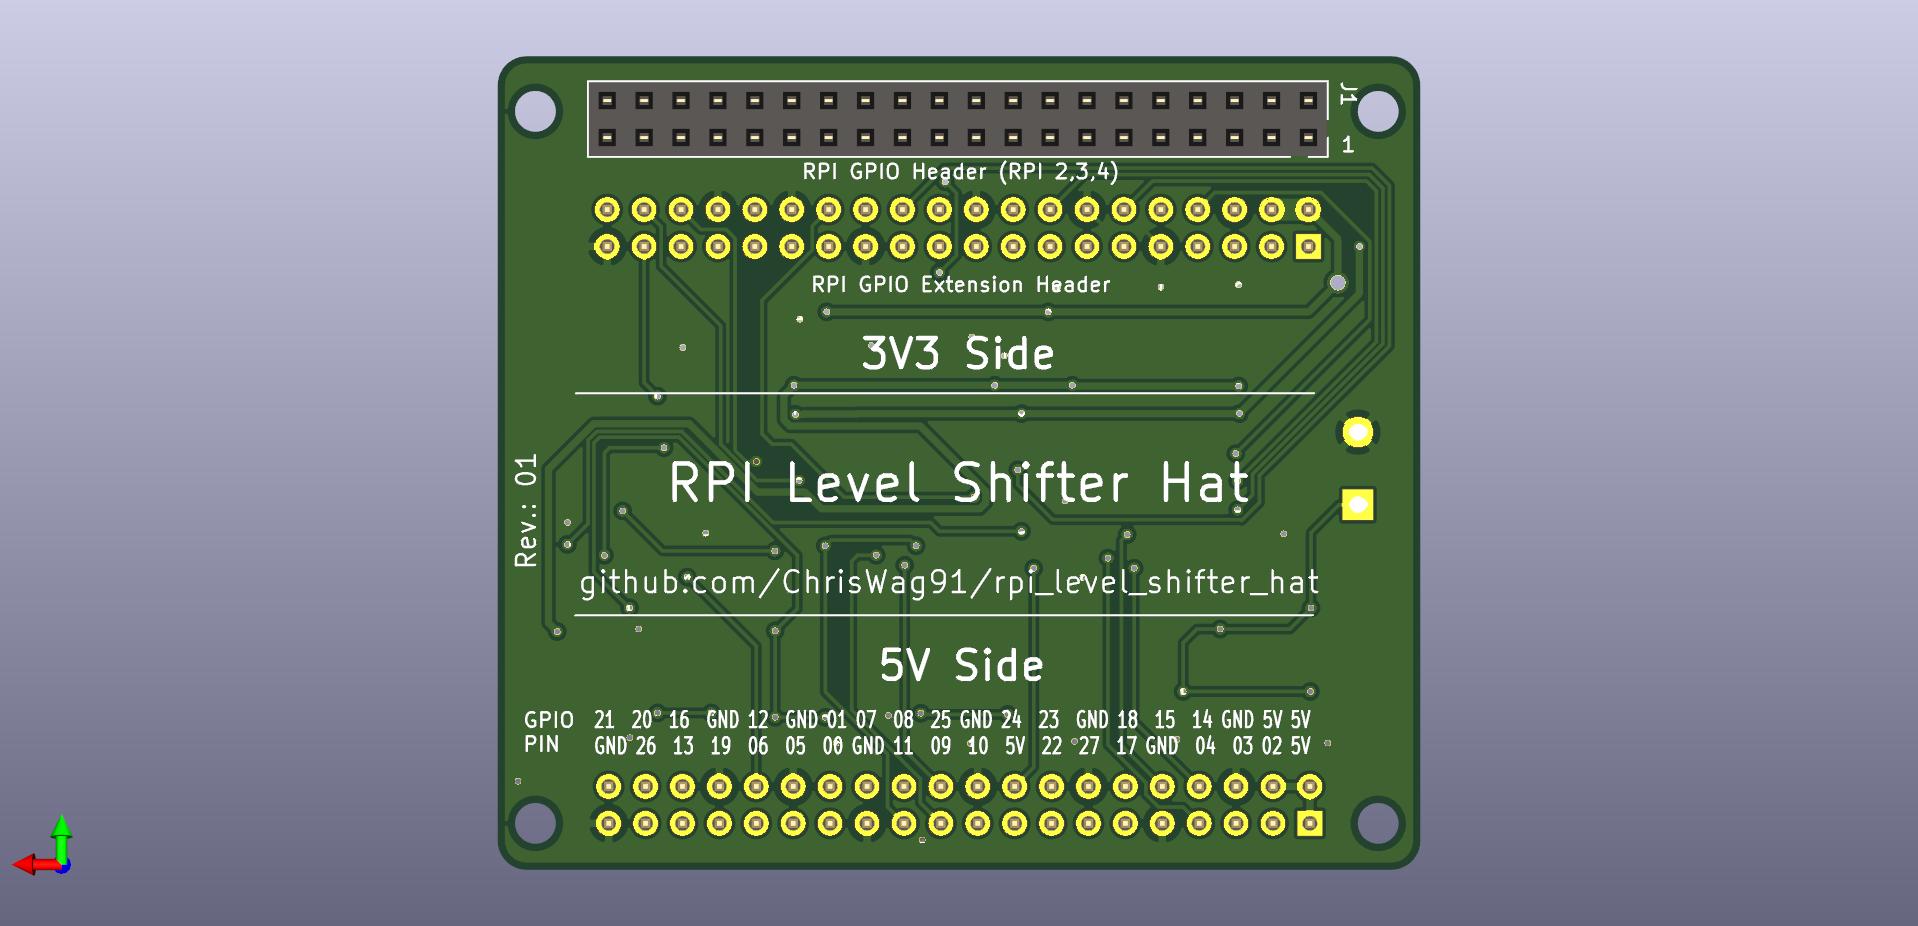 J1
1
RPI GPIO Header (RPI 2,3,4)
RPI GPIO Extension Header
3V3 Side
Rev.: 01
RPI Level Shifter Hat
github.com/ChrisWag91/rpi_level_shifter_hat
5V Side
GPIO 21 20 16 GND 12 GND 01 07 08 25 GND 24 23 GND 18 15 14 GND 5V 5V
PIN GND 26 13 19 06 05 00 GND 11 09 10 5V 22 27 17 GND 04 03 02 5V